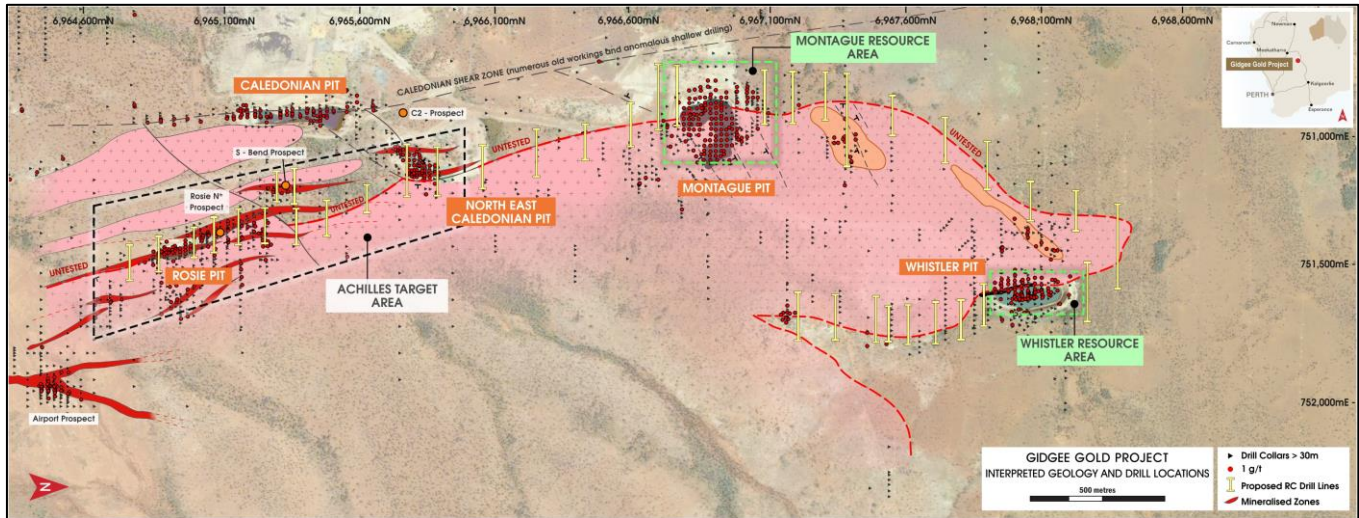 6,964,600mN
6,965,100mN
6,965,600mN
6,966,100mN
6,966,600mN
6,967,100mN
6,967,600mN
6,968,100mN
6,968,600mN
751,000mE
751,500mE
752,000mE
CALEDONIAN SHEAR ZONE (numerous old workings and anomalous shallow drilling)
CALEDONIAN PIT
C2 - Prospect
S - Bend Prospect
Rosie Nth
Prospect
ROSIE PIT
UNTESTED
UNTESTED
UNTESTED
UNTESTED
NORTH EAST
CALEDONIAN PIT
ACHILLES TARGET
AREA
Airport Prospect
MONTAGUE RESOURCE
AREA
MONTAGUE PIT
WHISTLER PIT
WHISTLER RESOURCE
AREA
Newman
Carnarvon
Meekatharra
Gidgee Gold Project
Kalgoorlie
PERTH
Esperance
N
GIDGEE GOLD PROJECT
INTERPRETED GEOLOGY AND DRILL LOCATIONS
500 metres
Drill Collars > 30m
1 g/t
Proposed RC Drill Lines
Mineralised Zones